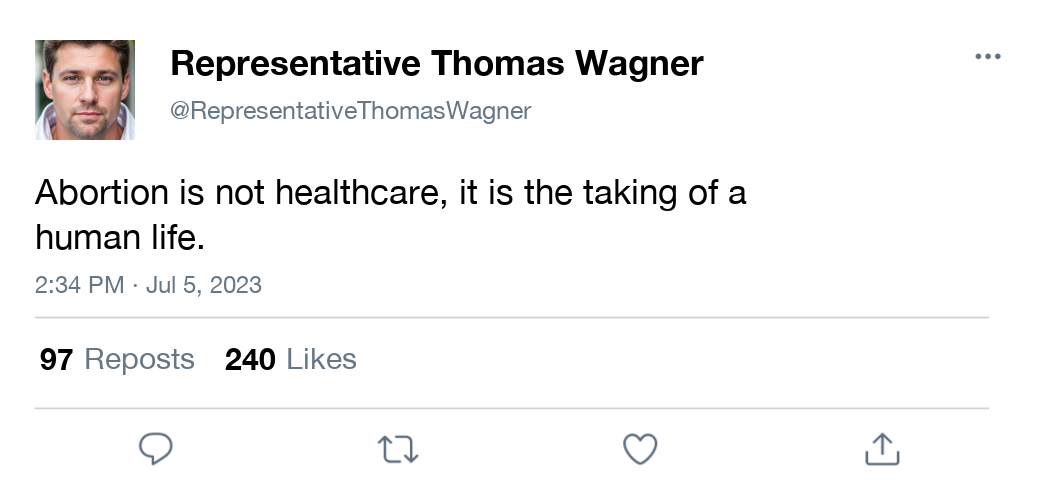 Representative Thomas Wagner
@RepresentativeThomasWagner
Abortion is not healthcare, it is the taking of a
human life.
2:34 PM · Jul 5, 2023
97 Reposts 240 Likes